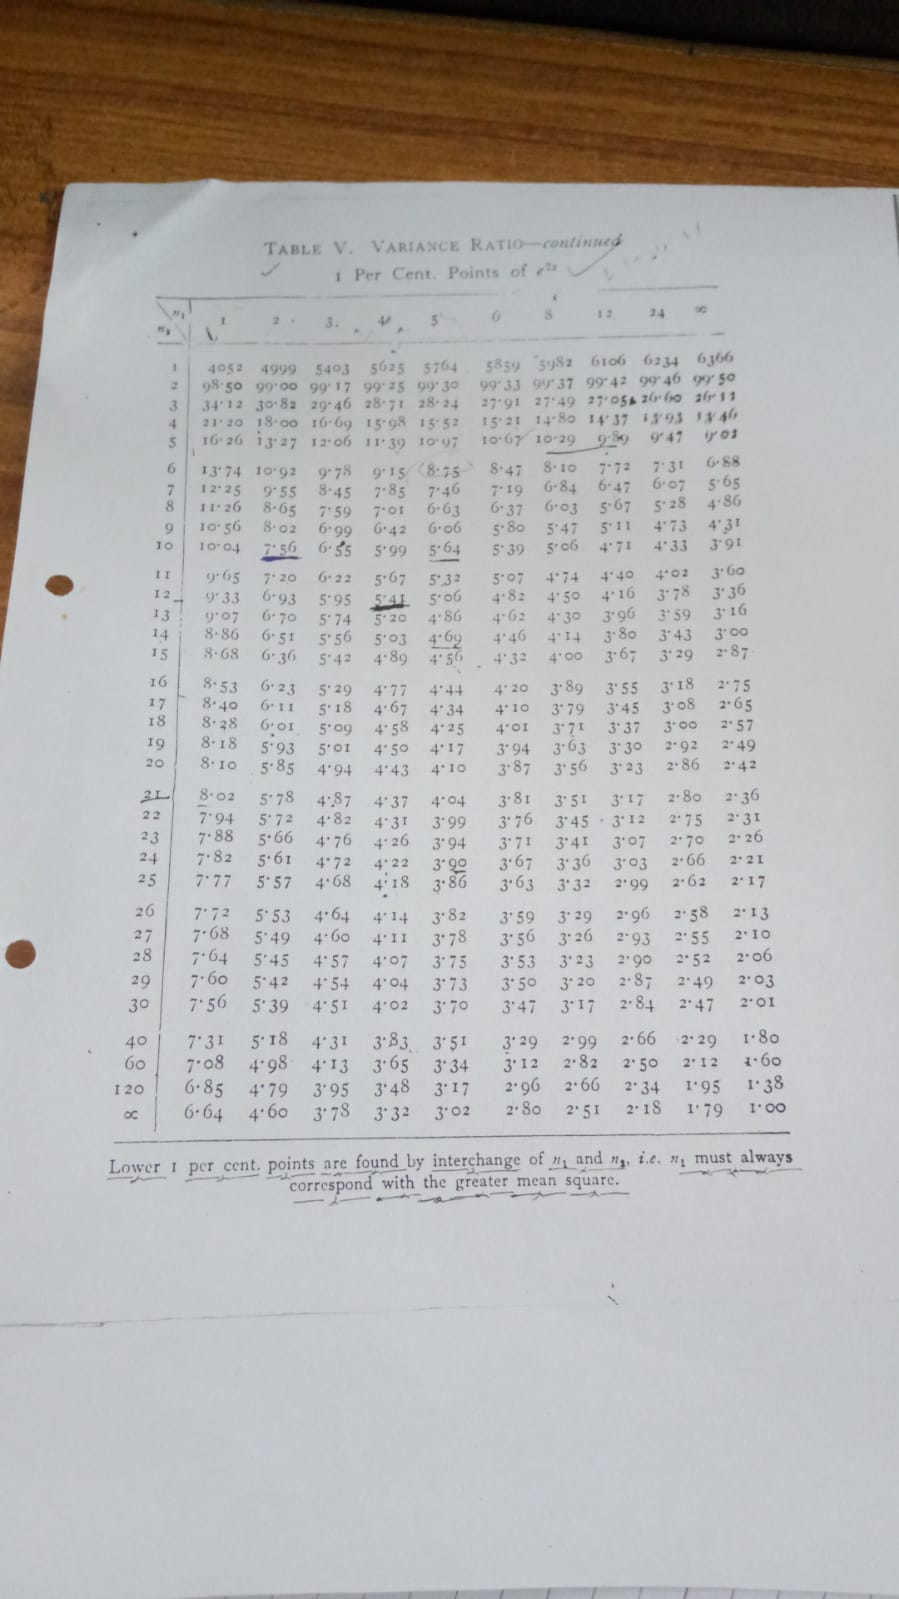 TABLE V. VARIANCE RATIO—continued
1 Per Cent. Points of e²ᶻ
n₁
n₂ 1 2 3. 4 5 6 8 12 24 ∞
1 4052 4999 5403 5625 5764 5859 5982 6106 6234 6366
2 98·50 99·00 99·17 99·25 99·30 99·33 99·37 99·42 99·46 99·50
3 34·12 30·82 29·46 28·71 28·24 27·91 27·49 27·05 26·60 26·13
4 21·20 18·00 16·69 15·98 15·52 15·21 14·80 14·37 13·93 13·46
5 16·26 13·27 12·06 11·39 10·97 10·67 10·29 9·89 9·47 9·02
6 13·74 10·92 9·78 9·15 8·75 8·47 8·10 7·72 7·31 6·88
7 12·25 9·55 8·45 7·85 7·46 7·19 6·84 6·47 6·07 5·65
8 11·26 8·65 7·59 7·01 6·63 6·37 6·03 5·67 5·28 4·86
9 10·56 8·02 6·99 6·42 6·06 5·80 5·47 5·11 4·73 4·31
10 10·04 7·56 6·55 5·99 5·64 5·39 5·06 4·71 4·33 3·91
11 9·65 7·20 6·22 5·67 5·32 5·07 4·74 4·40 4·02 3·60
12 9·33 6·93 5·95 5·41 5·06 4·82 4·50 4·16 3·78 3·36
13 9·07 6·70 5·74 5·20 4·86 4·62 4·30 3·96 3·59 3·16
14 8·86 6·51 5·56 5·03 4·69 4·46 4·14 3·80 3·43 3·00
15 8·68 6·36 5·42 4·89 4·56 4·32 4·00 3·67 3·29 2·87
16 8·53 6·23 5·29 4·77 4·44 4·20 3·89 3·55 3·18 2·75
17 8·40 6·11 5·18 4·67 4·34 4·10 3·79 3·45 3·08 2·65
18 8·28 6·01 5·09 4·58 4·25 4·01 3·71 3·37 3·00 2·57
19 8·18 5·93 5·01 4·50 4·17 3·94 3·63 3·30 2·92 2·49
20 8·10 5·85 4·94 4·43 4·10 3·87 3·56 3·23 2·86 2·42
21 8·02 5·78 4·87 4·37 4·04 3·81 3·51 3·17 2·80 2·36
22 7·94 5·72 4·82 4·31 3·99 3·76 3·45 3·12 2·75 2·31
23 7·88 5·66 4·76 4·26 3·94 3·71 3·41 3·07 2·70 2·26
24 7·82 5·61 4·72 4·22 3·90 3·67 3·36 3·03 2·66 2·21
25 7·77 5·57 4·68 4·18 3·86 3·63 3·32 2·99 2·62 2·17
26 7·72 5·53 4·64 4·14 3·82 3·59 3·29 2·96 2·58 2·13
27 7·68 5·49 4·60 4·11 3·78 3·56 3·26 2·93 2·55 2·10
28 7·64 5·45 4·57 4·07 3·75 3·53 3·23 2·90 2·52 2·06
29 7·60 5·42 4·54 4·04 3·73 3·50 3·20 2·87 2·49 2·03
30 7·56 5·39 4·51 4·02 3·70 3·47 3·17 2·84 2·47 2·01
40 7·31 5·18 4·31 3·83 3·51 3·29 2·99 2·66 2·29 1·80
60 7·08 4·98 4·13 3·65 3·34 3·12 2·82 2·50 2·12 1·60
120 6·85 4·79 3·95 3·48 3·17 2·96 2·66 2·34 1·95 1·38
∞ 6·64 4·60 3·78 3·32 3·02 2·80 2·51 2·18 1·79 1·00
Lower 1 per cent. points are found by interchange of n₁ and n₂, i.e. n₁ must always
correspond with the greater mean square.